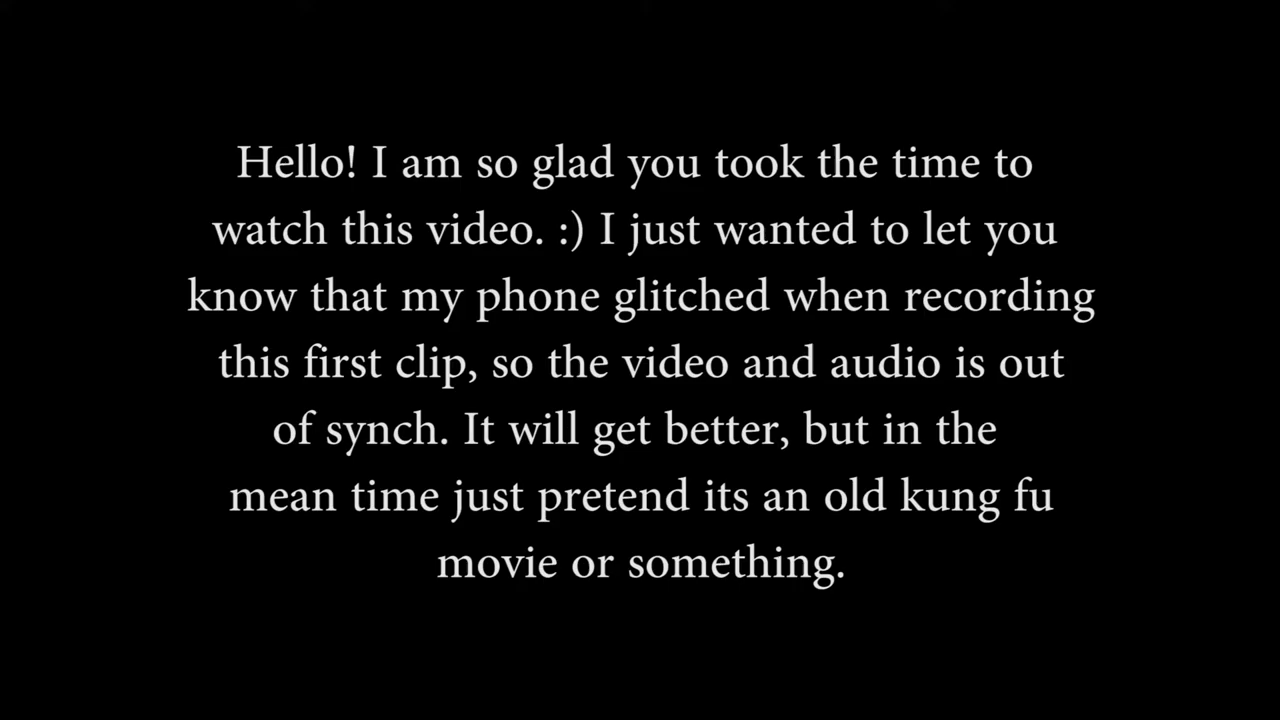 Hello! I am so glad you took the time to
watch this video. :) I just wanted to let you
know that my phone glitched when recording
this first clip, so the video and audio is out
of synch. It will get better, but in the
mean time just pretend its an old kung fu
movie or something.